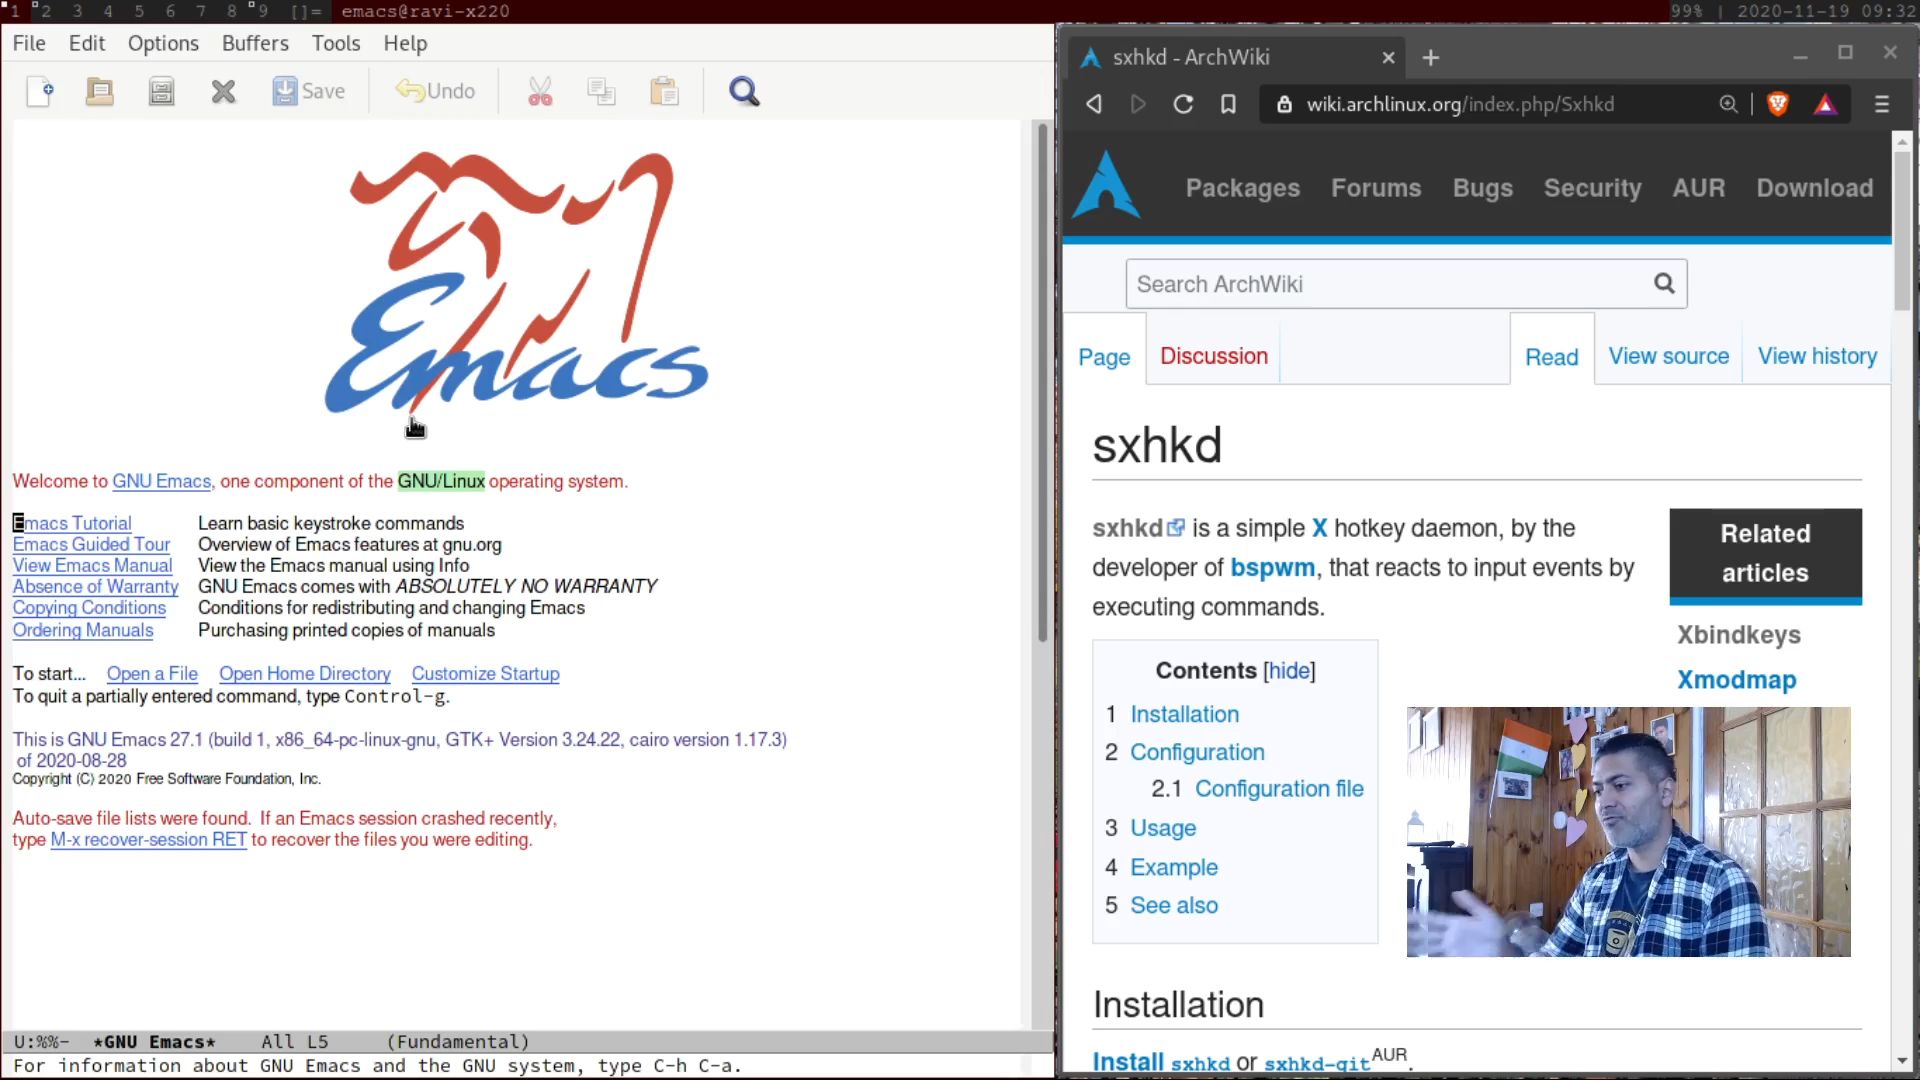 1 2 3 4 5 6 7 8 9 []= emacs@ravi-x220
99% | 2020-11-19 09:32
File Edit Options Buffers Tools Help
Save Undo
Emacs
Welcome to GNU Emacs, one component of the GNU/Linux operating system.
Emacs Tutorial Learn basic keystroke commands
Emacs Guided Tour Overview of Emacs features at gnu.org
View Emacs Manual View the Emacs manual using Info
Absence of Warranty GNU Emacs comes with ABSOLUTELY NO WARRANTY
Copying Conditions Conditions for redistributing and changing Emacs
Ordering Manuals Purchasing printed copies of manuals
To start... Open a File Open Home Directory Customize Startup
To quit a partially entered command, type Control-g.
This is GNU Emacs 27.1 (build 1, x86_64-pc-linux-gnu, GTK+ Version 3.24.22, cairo version 1.17.3)
of 2020-08-28
Copyright (C) 2020 Free Software Foundation, Inc.
Auto-save file lists were found. If an Emacs session crashed recently,
type M-x recover-session RET to recover the files you were editing.
U:%%- *GNU Emacs* All L5 (Fundamental)
For information about GNU Emacs and the GNU system, type C-h C-a.
sxhkd - ArchWiki
wiki.archlinux.org/index.php/Sxhkd
Packages Forums Bugs Security AUR Download
Search ArchWiki
Page Discussion Read View source View history
sxhkd
sxhkd is a simple X hotkey daemon, by the
developer of bspwm, that reacts to input events by
executing commands.
Related
articles
Xbindkeys
Xmodmap
Contents [hide]
1 Installation
2 Configuration
2.1 Configuration file
3 Usage
4 Example
5 See also
Installation
Install sxhkd or sxhkd-git AUR.